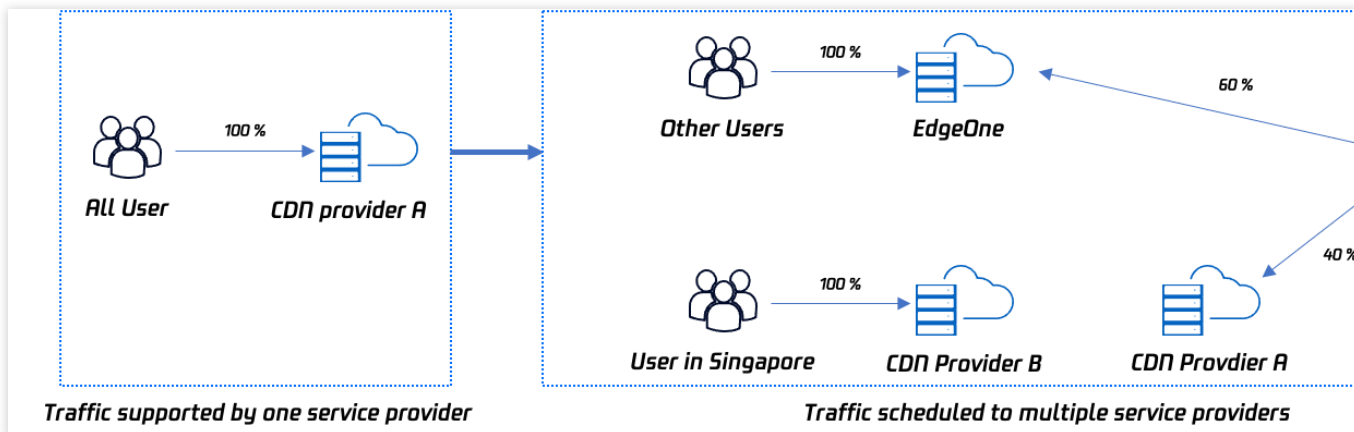 100 %
All User
CDN provider A
Traffic supported by one service provider
100 %
Other Users
EdgeOne
60 %
100 %
User in Singapore
CDN Provider B
40 %
CDN Provdier A
Traffic scheduled to multiple service providers